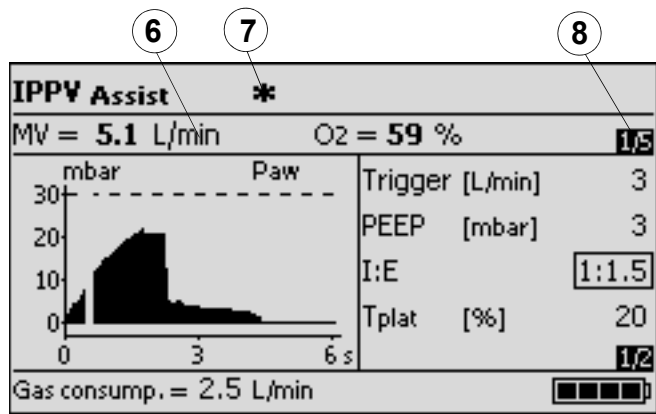 6 7 8
IPPV Assist *
MV = 5.1 L/min O2 = 59 % 1/5
mbar Paw
30
20
10
0
0 3 6 s
Trigger [L/min] 3
PEEP [mbar] 3
I:E 1:1.5
Tplat [%] 20
1/2
Gas consump. = 2.5 L/min